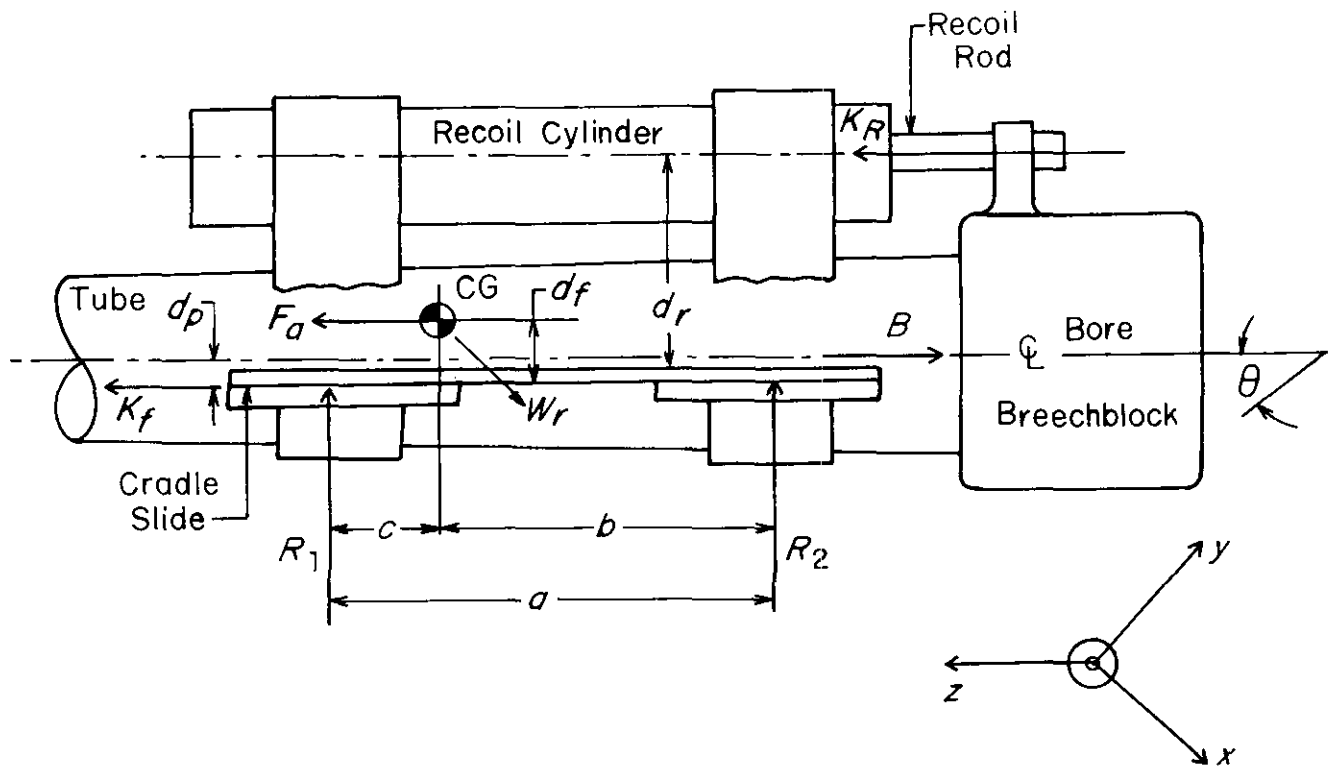 Recoil
Rod
Recoil Cylinder
K_R
Tube
d_p
F_a
CG
d_f
d_r
B
℄ Bore
θ
K_f
W_r
Breechblock
Cradle
Slide
R_1
c
b
R_2
a
y
z
x